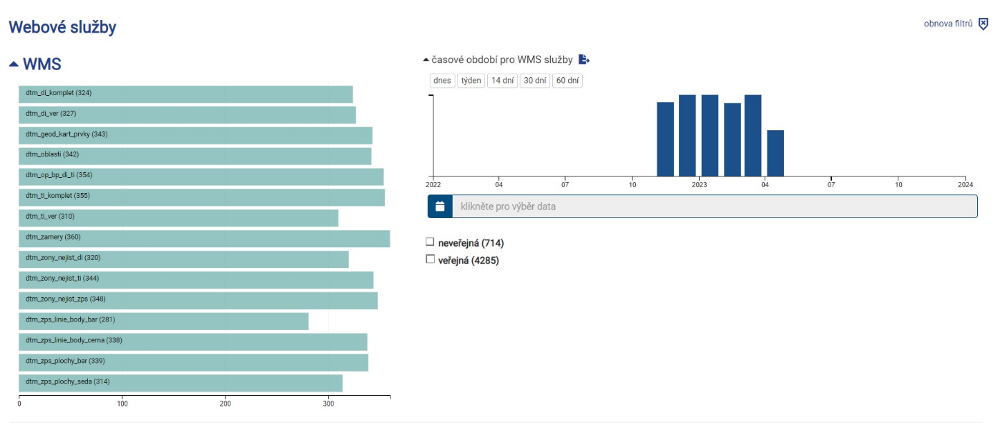 Webové služby
obnova filtrů
WMS
dtm_di_komplet (324)
dtm_di_ver (327)
dtm_geod_kart_prvky (343)
dtm_oblasti (342)
dtm_op_bp_di_ti (354)
dtm_ti_komplet (355)
dtm_ti_ver (310)
dtm_zamery (360)
dtm_zony_nejist_di (320)
dtm_zony_nejist_ti (344)
dtm_zony_nejist_zps (348)
dtm_zps_linie_body_bar (281)
dtm_zps_linie_body_cerna (338)
dtm_zps_plochy_bar (339)
dtm_zps_plochy_seda (314)
0 100 200 300
časové období pro WMS služby
dnes týden 14 dní 30 dní 60 dní
2022 04 07 10 2023 04 07 10 2024
klikněte pro výběr data
neveřejná (714)
veřejná (4285)